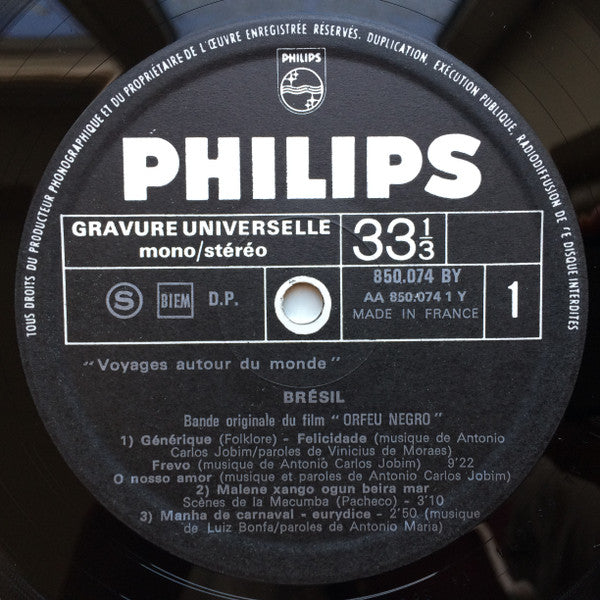 TOUS DROITS DU PRODUCTEUR PHONOGRAPHIQUE ET DU PROPRIÉTAIRE DE L'ŒUVRE ENREGISTRÉE RÉSERVÉS. DUPLICATION, EXÉCUTION PUBLIQUE, RADIODIFFUSION DE CE DISQUE INTERDITES
PHILIPS
PHILIPS
GRAVURE UNIVERSELLE
mono/stéréo
33 1/3
S BIEM D.P.
850.074 BY
AA 850.074 1 Y
MADE IN FRANCE
1
"Voyages autour du monde"
BRÉSIL
Bande originale du film "ORFEU NEGRO"
1) Générique (Folklore) - Felicidade (musique de Antonio
Carlos Jobim/paroles de Vinicius de Moraes)
Frevo (musique de Antonio Carlos Jobim) 9'22
O nosso amor (musique et paroles de Antonio Carlos Jobim)
2) Malene xango ogun beira mar
Scènes de la Macumba (Pacheco) - 3'10
3) Manha de carnaval - eurydice - 2'50 (musique
de Luiz Bonfa/paroles de Antonio Maria)